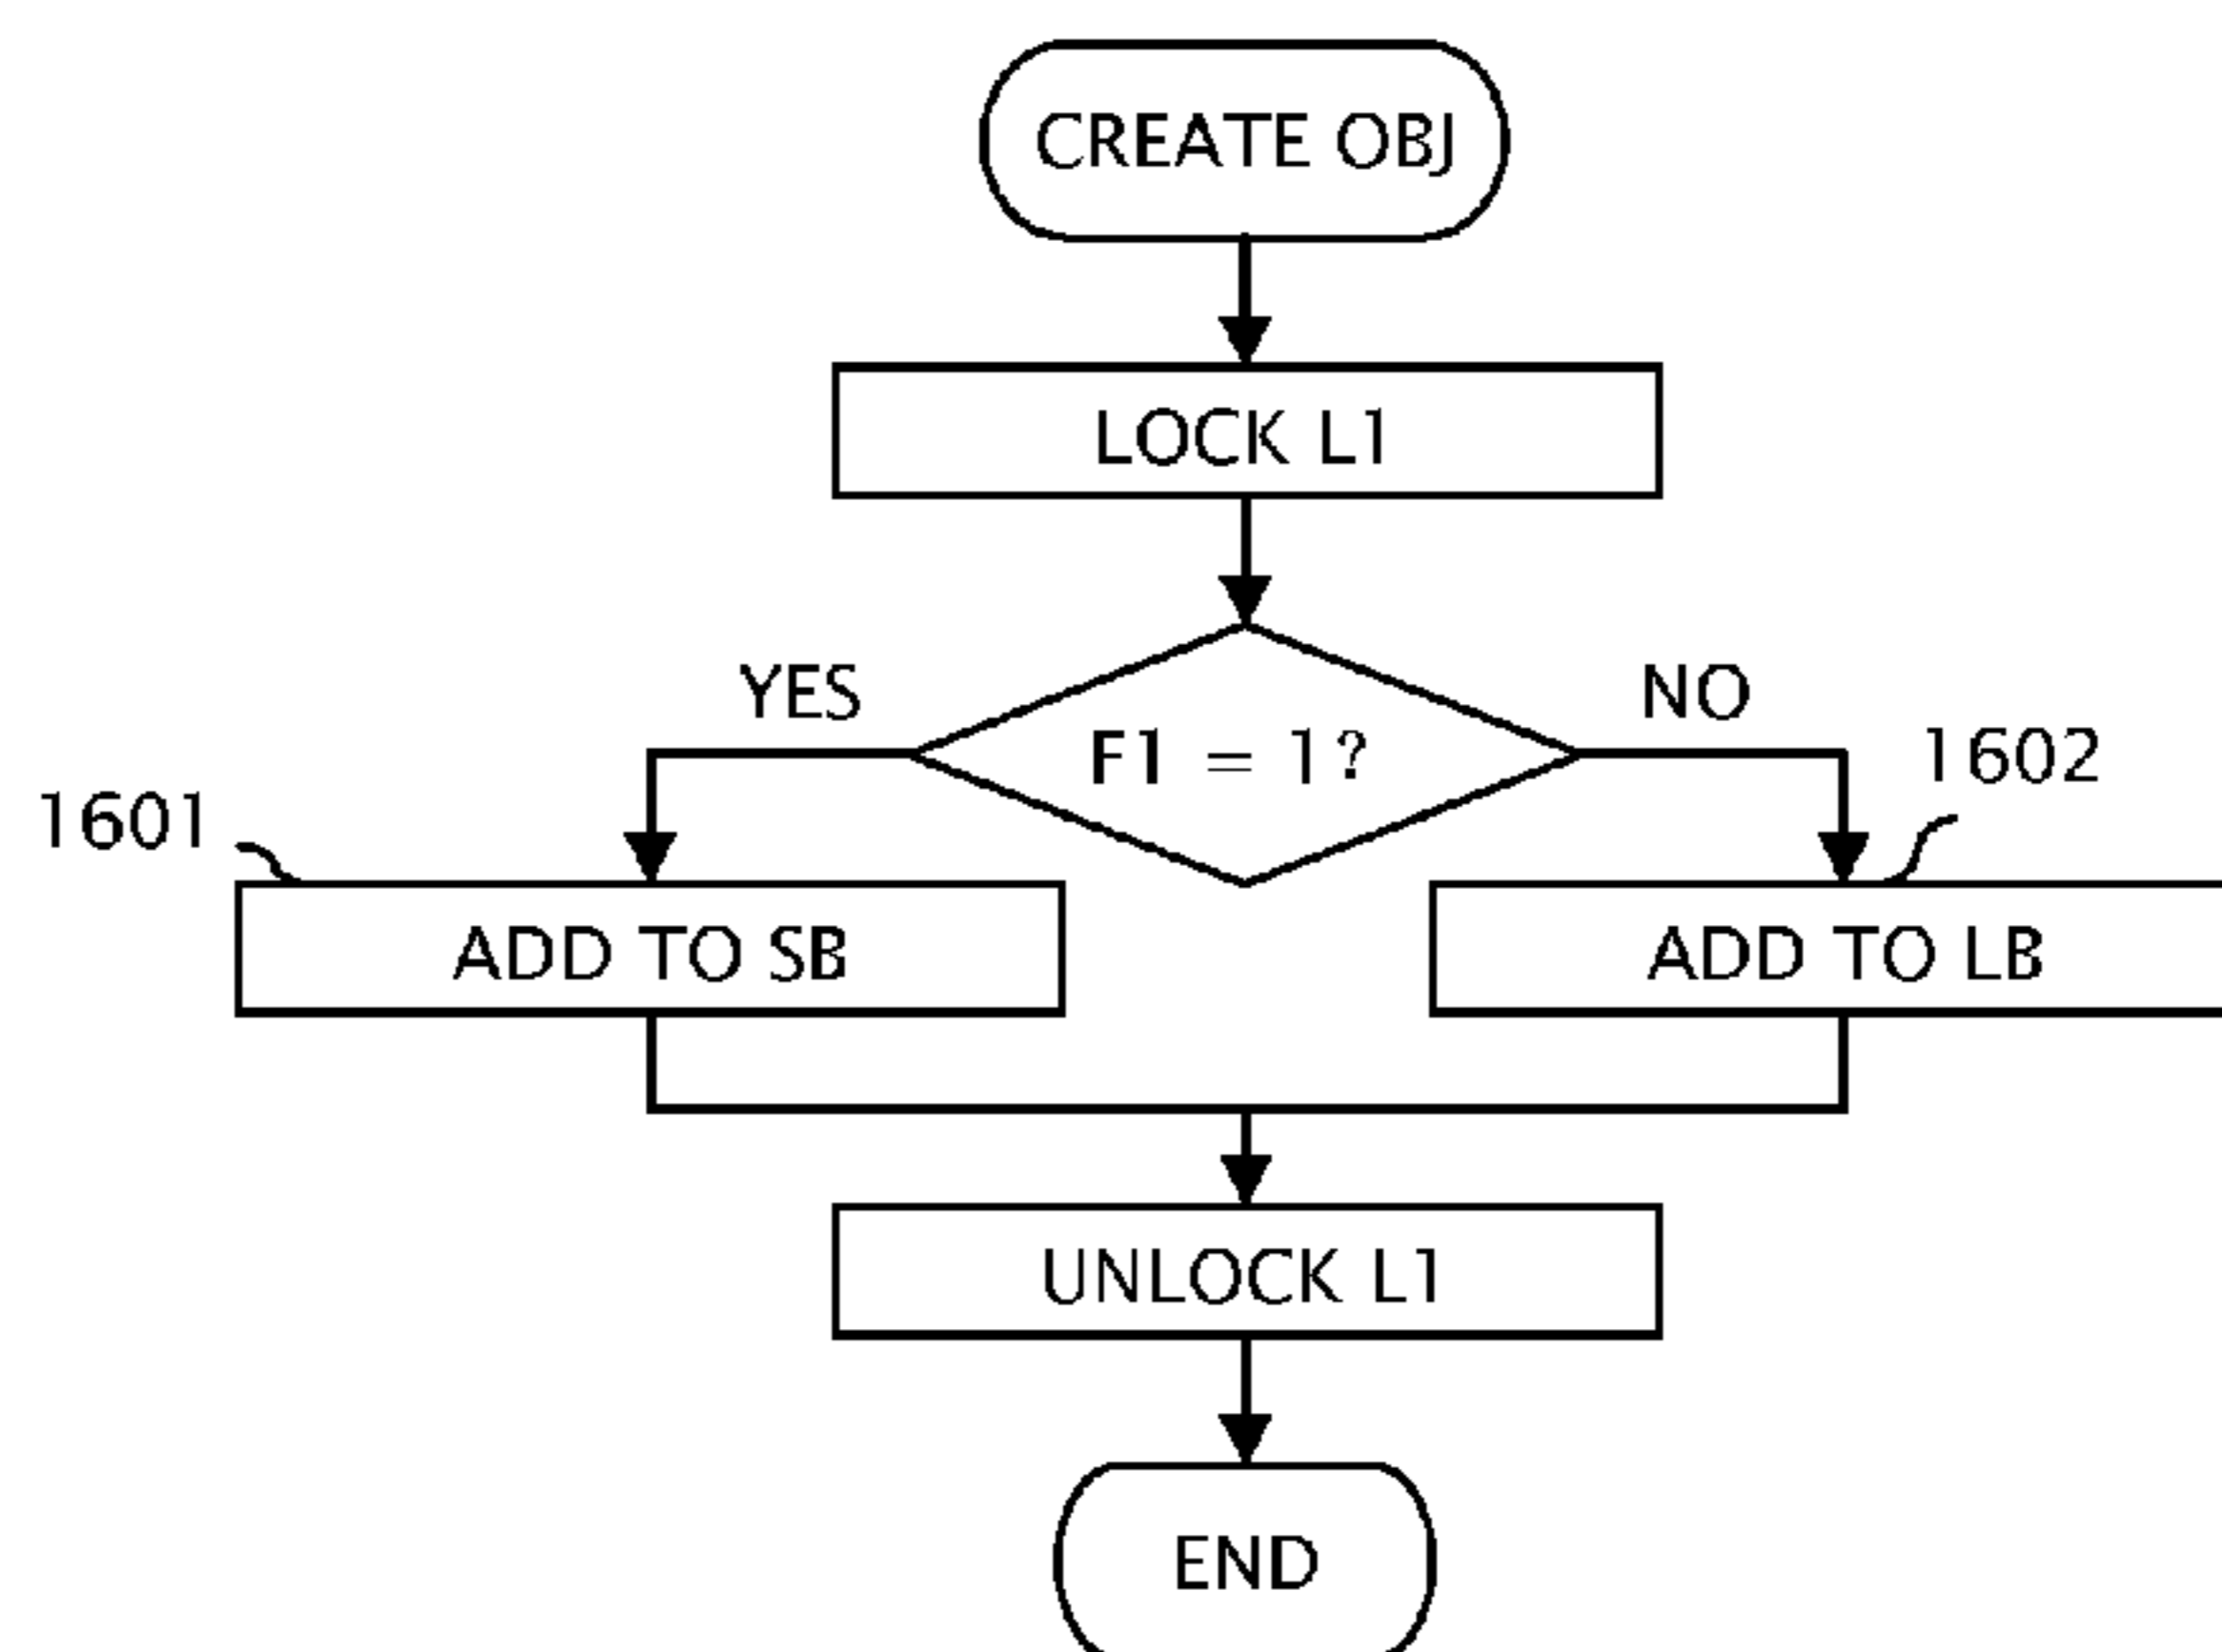 CREATE OBJ
LOCK L1
YES
NO
F1 = 1?
1602
1601
ADD TO SB
ADD TO LB
UNLOCK L1
END